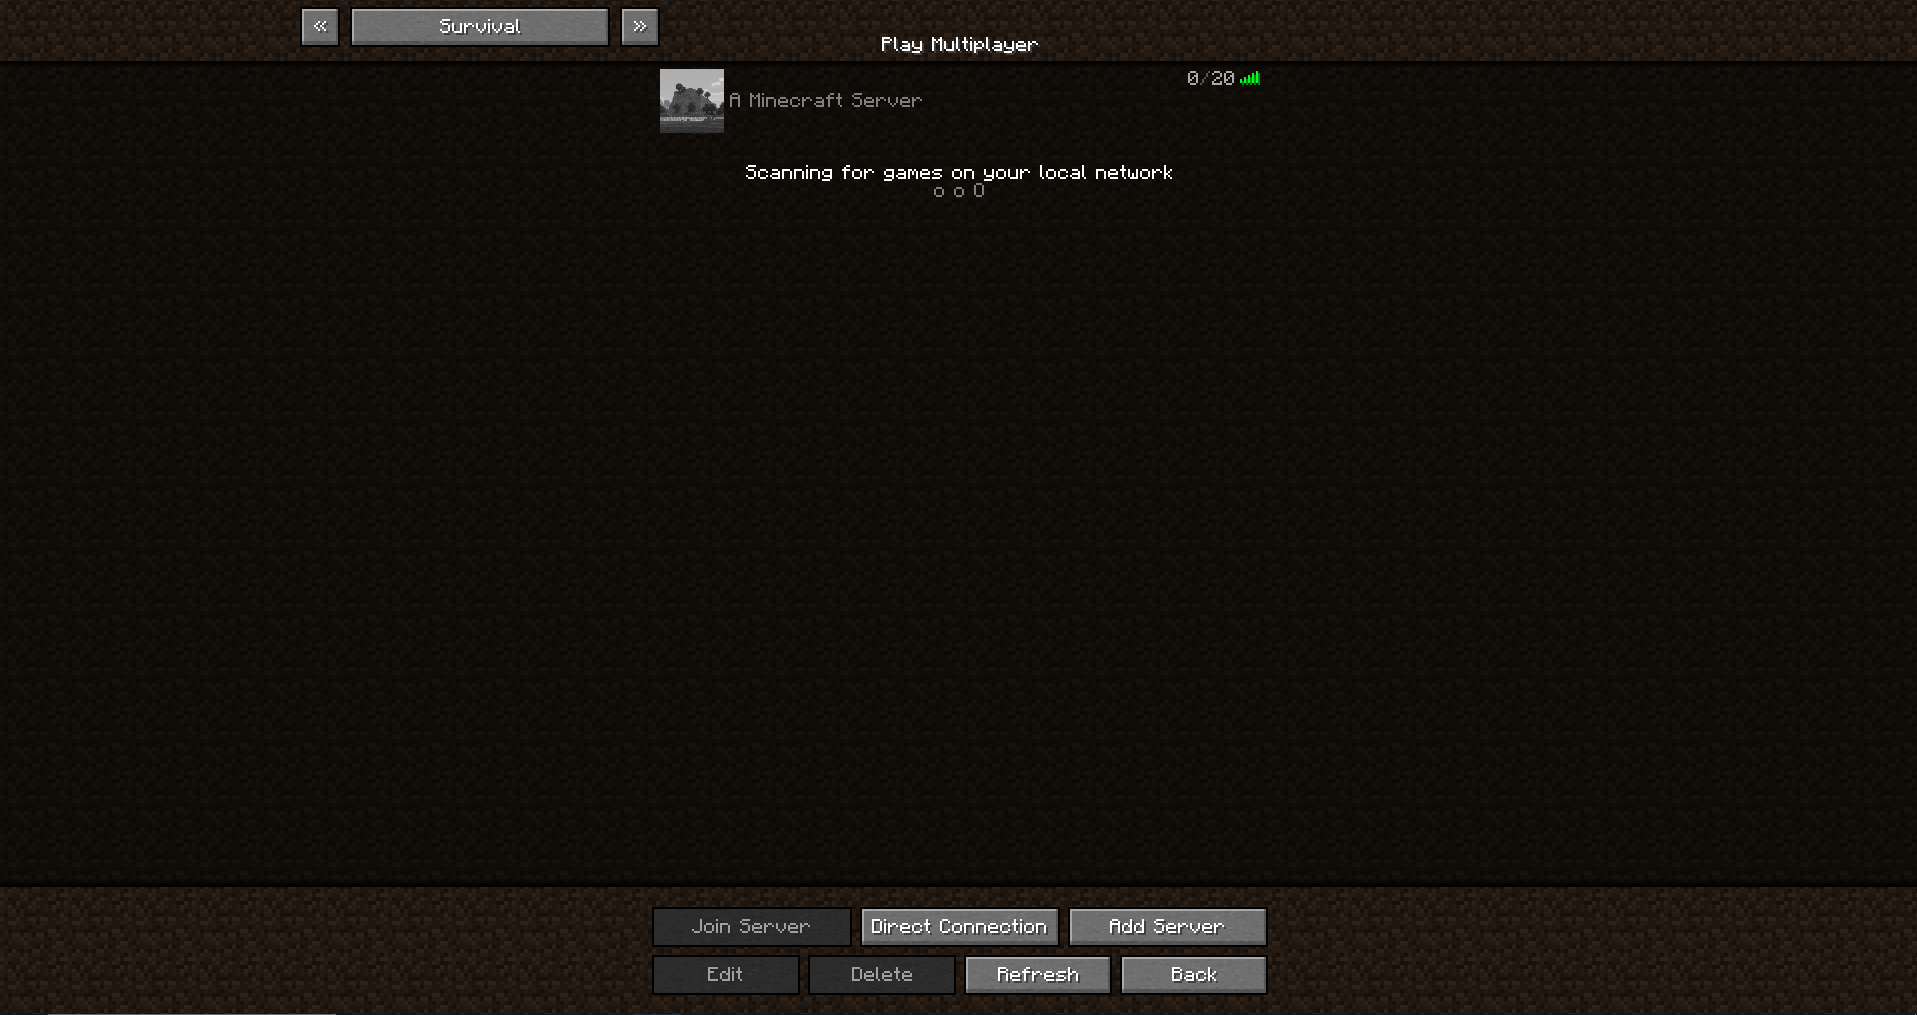 « Survival »
Play Multiplayer
A Minecraft Server 0/20
Scanning for games on your local network
o o O
Join Server Direct Connection Add Server
Edit Delete Refresh Back